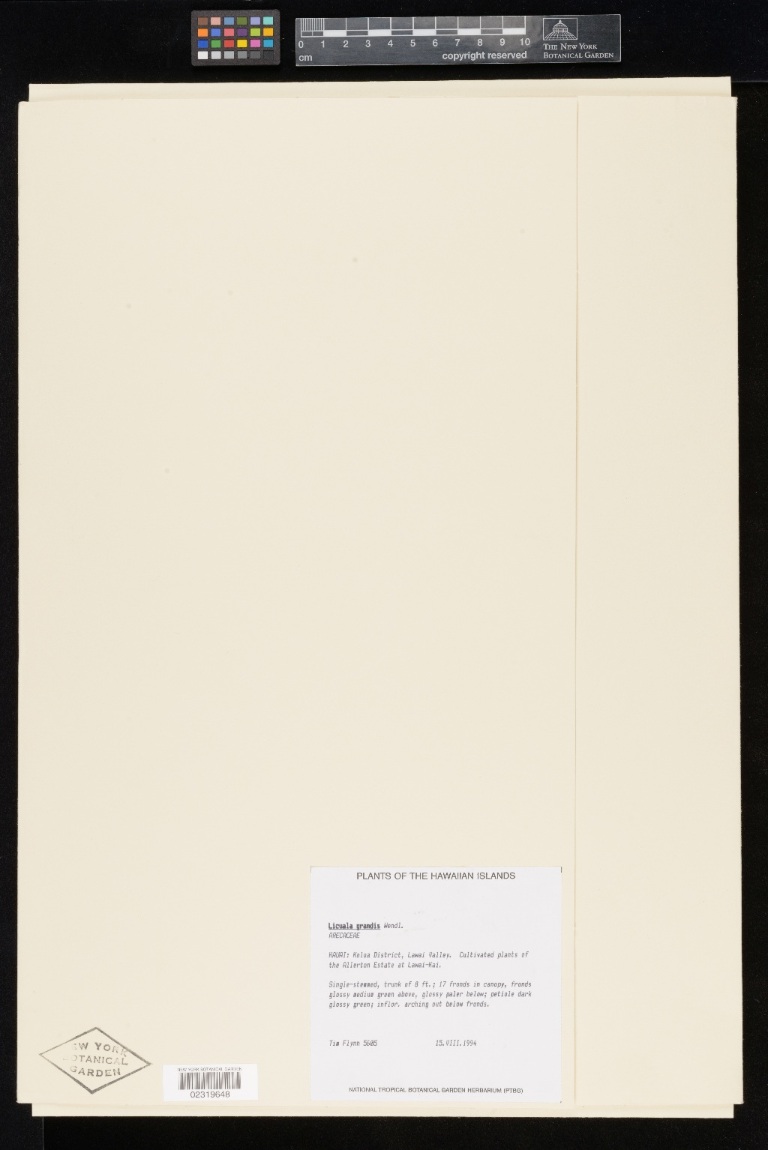 0 1 2 3 4 5 6 7 8 9 10
cm
copyright reserved
THE NEW YORK
BOTANICAL GARDEN
PLANTS OF THE HAWAIIAN ISLANDS
Licuala grandis Wendl.
ARECACEAE
KAUAI: Koloa District, Lawai Valley. Cultivated plants of
the Allerton Estate at Lawai-Kai.
Single-stemmed, trunk of 8 ft.; 17 fronds in canopy, fronds
glossy medium green above, glossy paler below; petiole dark
glossy green; inflor. arching out below fronds.
Tim Flynn 5605 15.VIII.1994
NATIONAL TROPICAL BOTANICAL GARDEN HERBARIUM (PTBG)
EW YORK
OTANICAL
GARDEN
NEW YORK BOTANICAL GARDEN
02319648